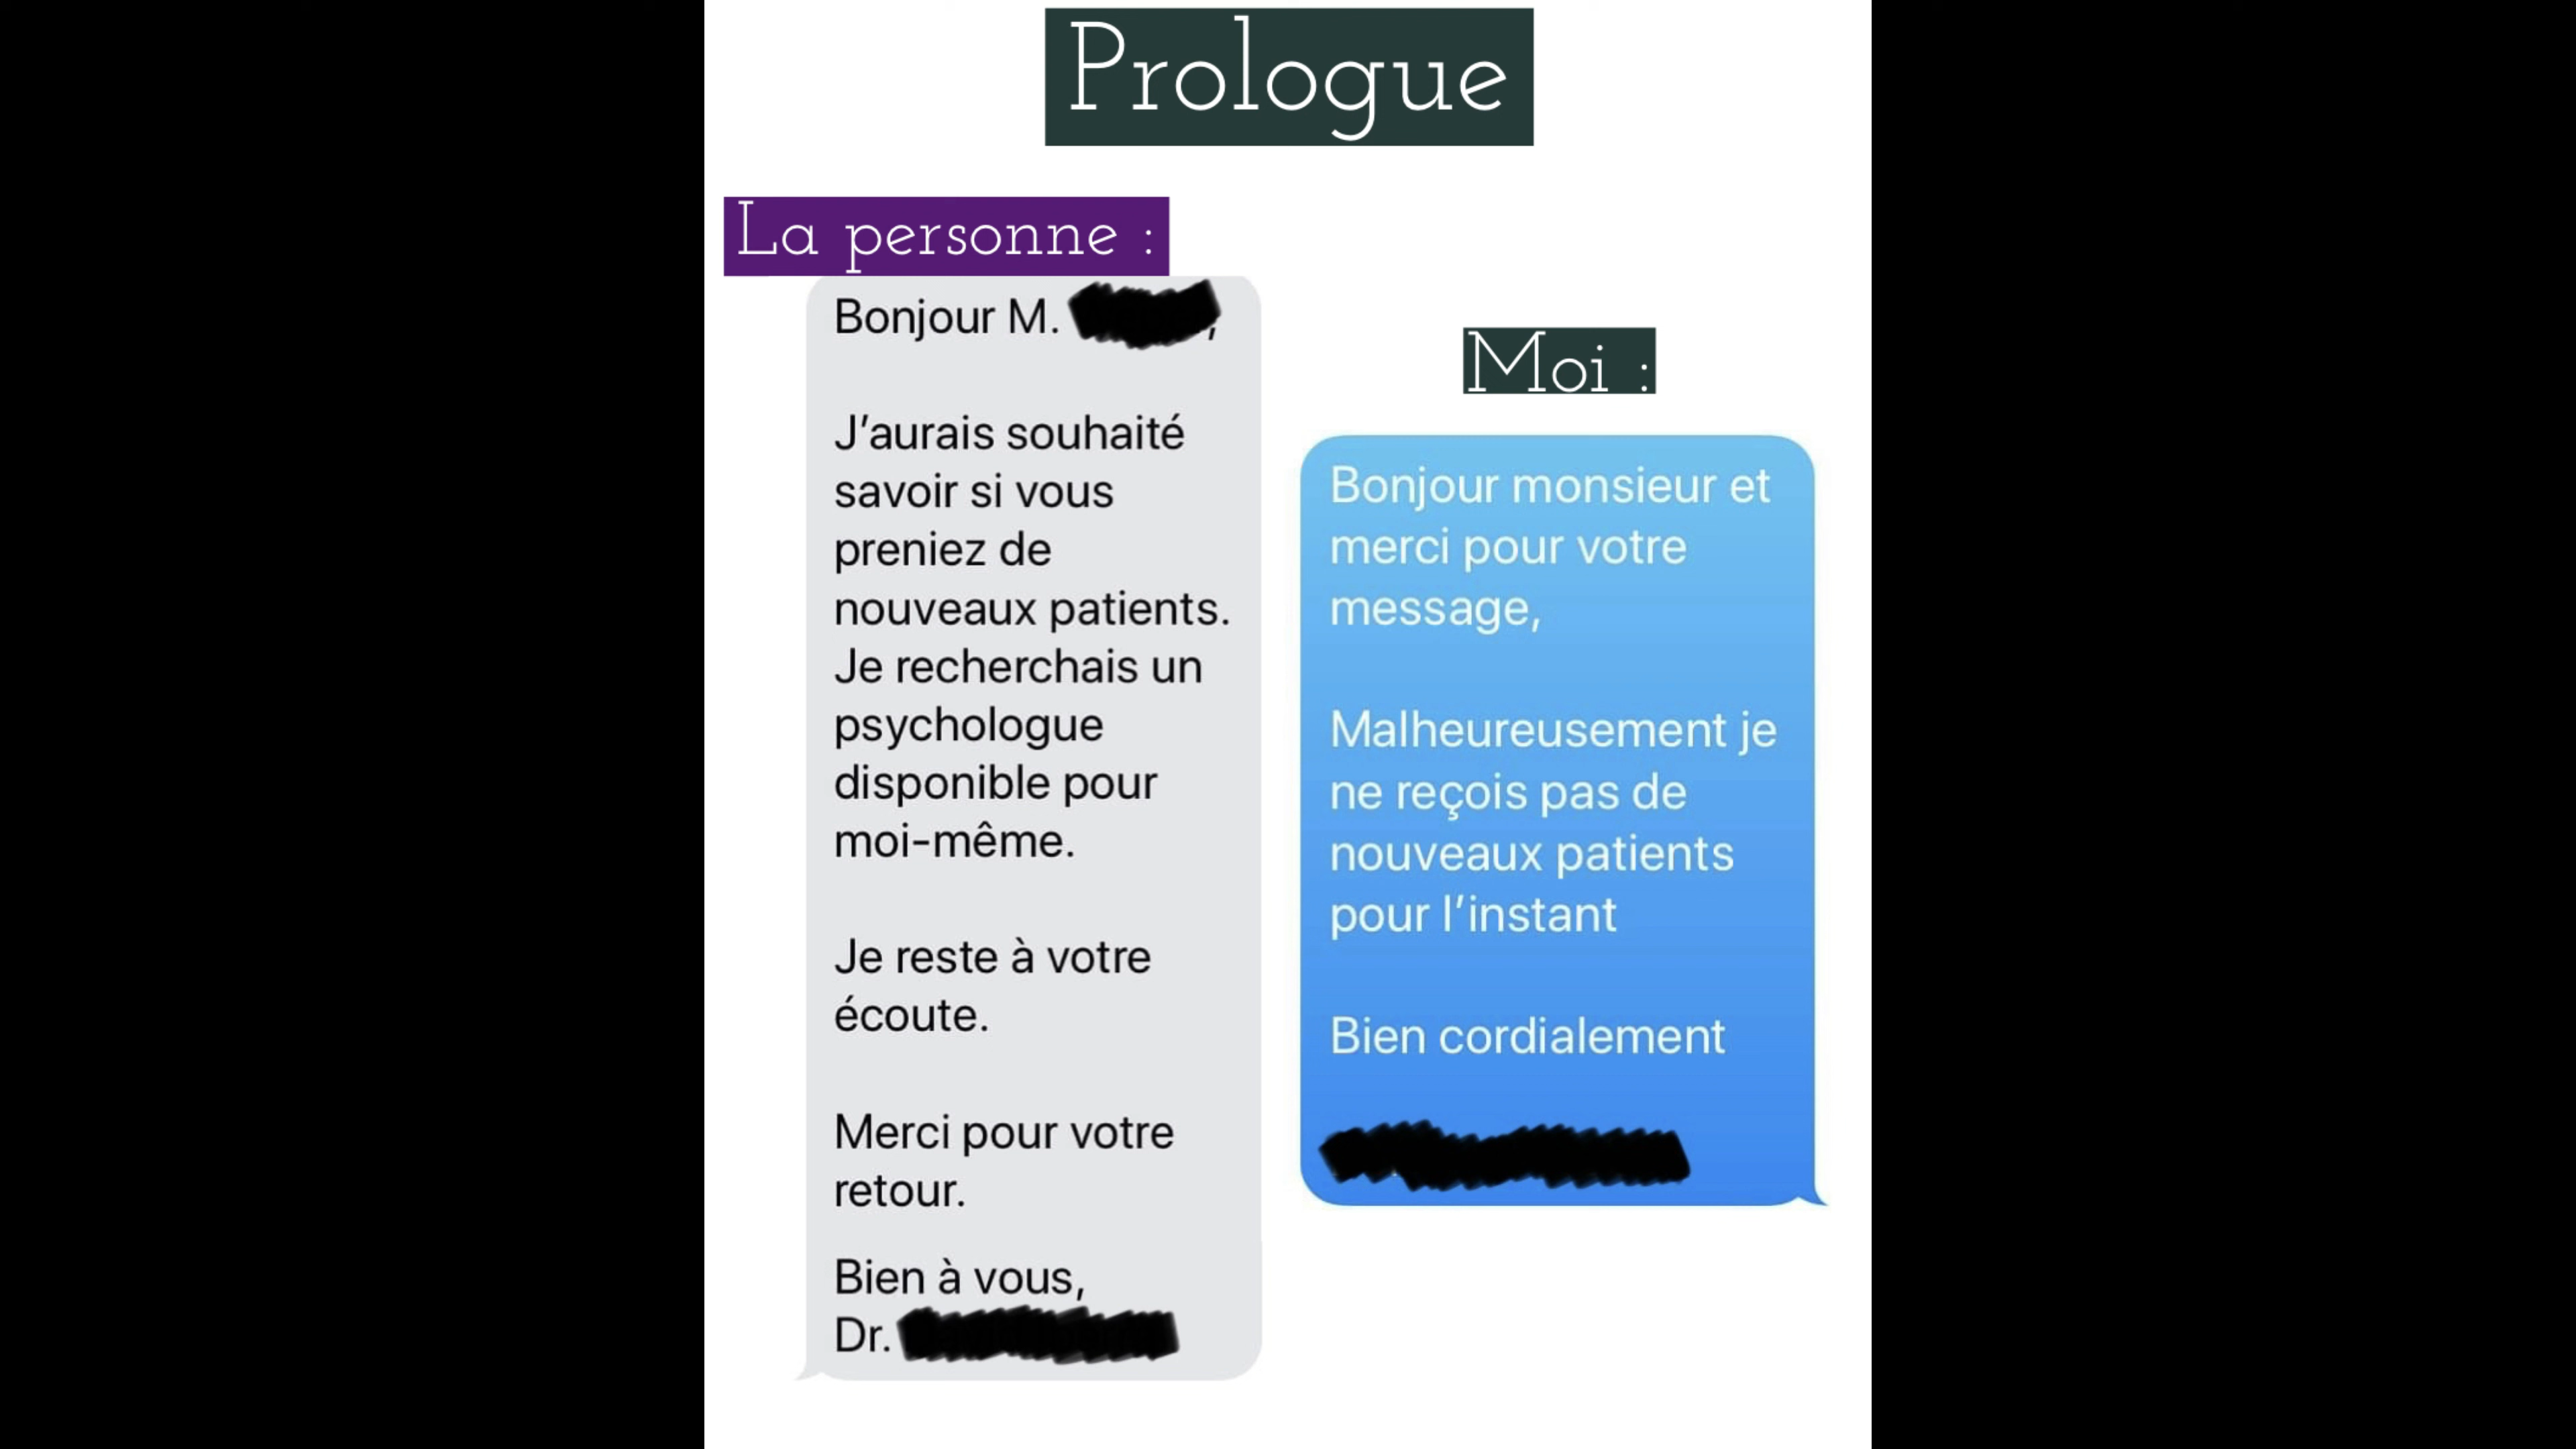 Prologue
La personne :
Bonjour M.
J'aurais souhaité
savoir si vous
preniez de
nouveaux patients.
Je recherchais un
psychologue
disponible pour
moi-même.
Je reste à votre
écoute.
Merci pour votre
retour.
Bien à vous,
Dr.
Moi :
Bonjour monsieur et
merci pour votre
message,
Malheureusement je
ne reçois pas de
nouveaux patients
pour l'instant
Bien cordialement